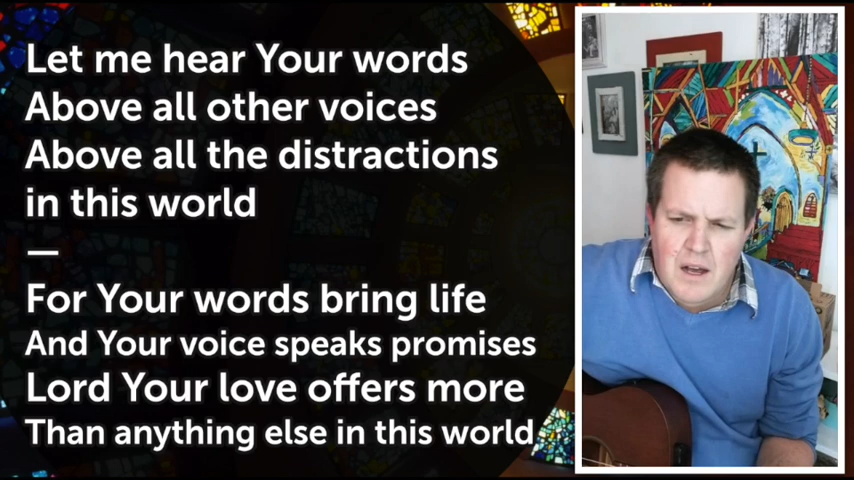 Let me hear Your words
Above all other voices
Above all the distractions
in this world
—
For Your words bring life
And Your voice speaks promises
Lord Your love offers more
Than anything else in this world